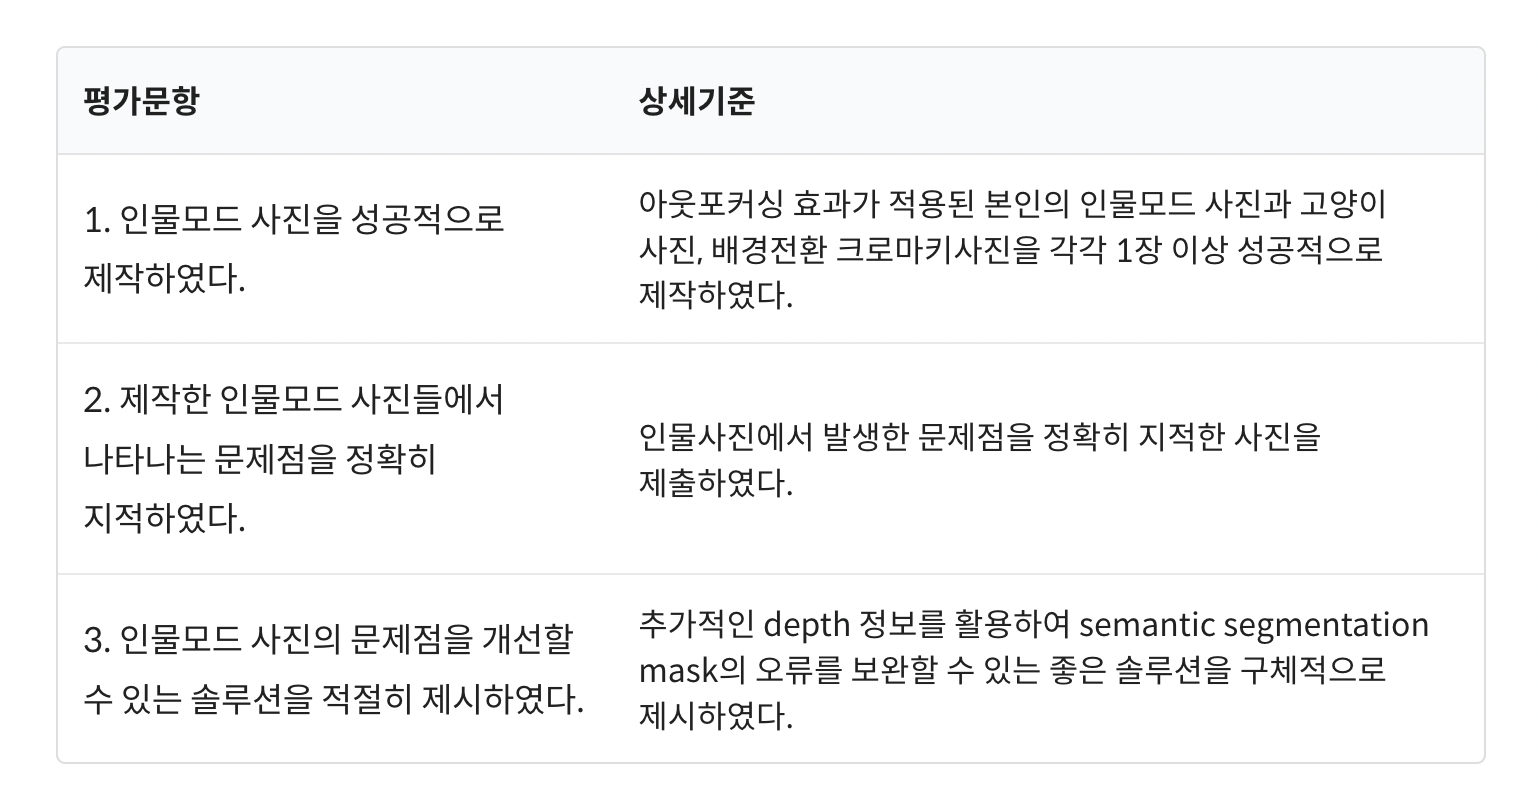 평가문항
상세기준
1. 인물모드 사진을 성공적으로
제작하였다.
아웃포커싱 효과가 적용된 본인의 인물모드 사진과 고양이
사진, 배경전환 크로마키사진을 각각 1장 이상 성공적으로
제작하였다.
2. 제작한 인물모드 사진들에서
나타나는 문제점을 정확히
지적하였다.
인물사진에서 발생한 문제점을 정확히 지적한 사진을
제출하였다.
3. 인물모드 사진의 문제점을 개선할
수 있는 솔루션을 적절히 제시하였다.
추가적인 depth 정보를 활용하여 semantic segmentation
mask의 오류를 보완할 수 있는 좋은 솔루션을 구체적으로
제시하였다.